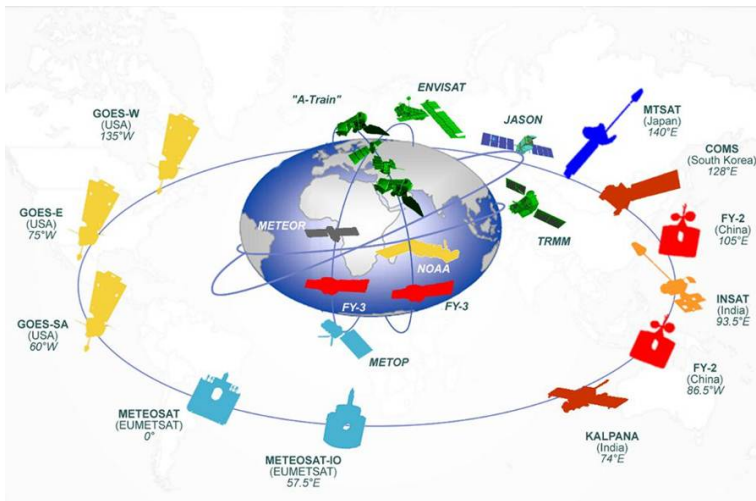 "A-Train"
ENVISAT
JASON
MTSAT
(Japan)
140°E
GOES-W
(USA)
135°W
COMS
(South Korea)
128°E
GOES-E
(USA)
75°W
FY-2
(China)
105°E
METEOR
TRMM
NOAA
FY-3
FY-3
INSAT
(India)
93.5°E
GOES-SA
(USA)
60°W
METOP
FY-2
(China)
86.5°W
METEOSAT
(EUMETSAT)
0°
KALPANA
(India)
74°E
METEOSAT-IO
(EUMETSAT)
57.5°E